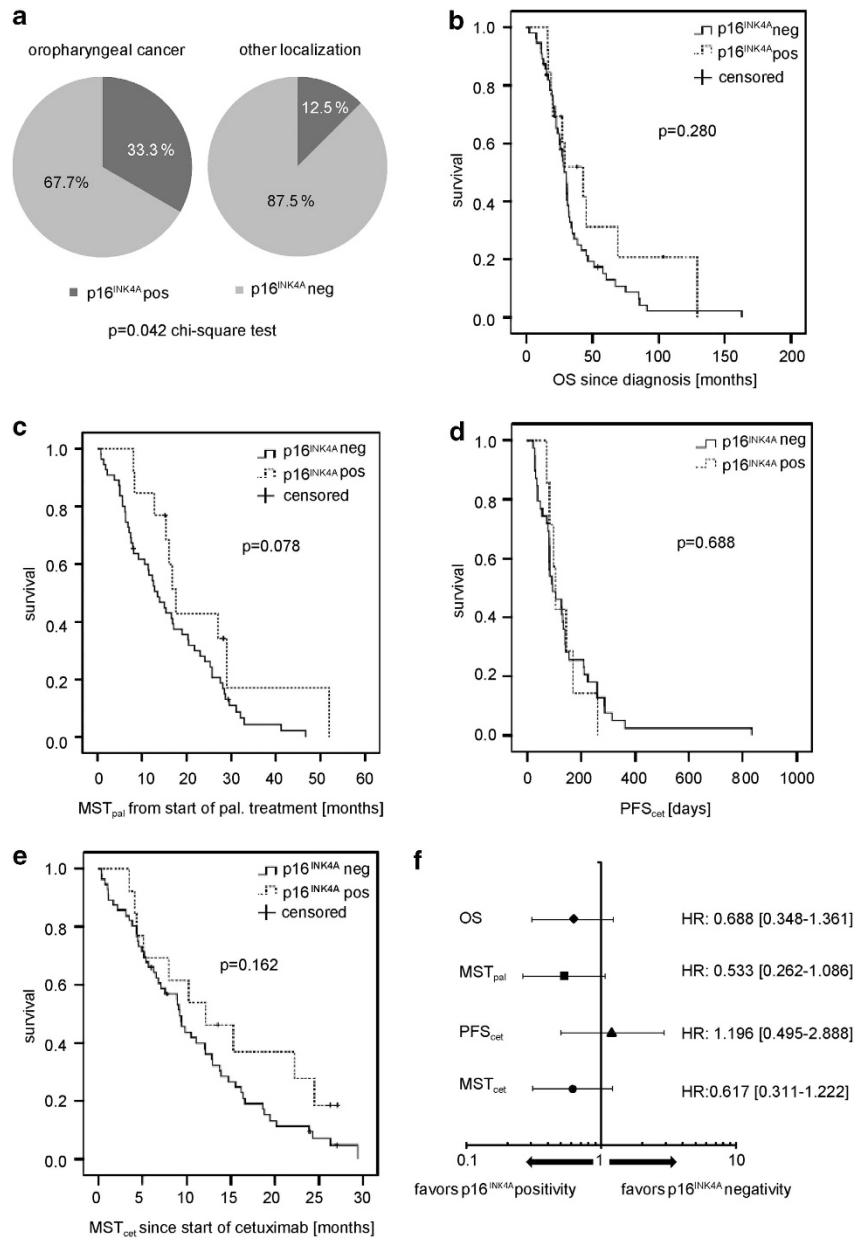 a
oropharyngeal cancer
other localization
33.3 %
67.7%
12.5 %
87.5 %
p16INK4A pos
p16INK4A neg
p=0.042 chi-square test
b
p16INK4A neg
p16INK4A pos
censored
p=0.280
survival
1.0
0.8
0.6
0.4
0.2
0.0
0 50 100 150 200
OS since diagnosis [months]
c
p16INK4A neg
p16INK4A pos
censored
p=0.078
survival
1.0
0.8
0.6
0.4
0.2
0.0
0 10 20 30 40 50 60
MSTpal from start of pal. treatment [months]
d
p16INK4A neg
p16INK4A pos
p=0.688
survival
1.0
0.8
0.6
0.4
0.2
0.0
0 200 400 600 800 1000
PFScet [days]
e
p16INK4A neg
p16INK4A pos
censored
p=0.162
survival
1.0
0.8
0.6
0.4
0.2
0.0
0 5 10 15 20 25 30
MSTcet since start of cetuximab [months]
f
OS HR: 0.688 [0.348-1.361]
MSTpal HR: 0.533 [0.262-1.086]
PFScet HR: 1.196 [0.495-2.888]
MSTcet HR:0.617 [0.311-1.222]
0.1 1 10
favors p16INK4A positivity favors p16INK4A negativity